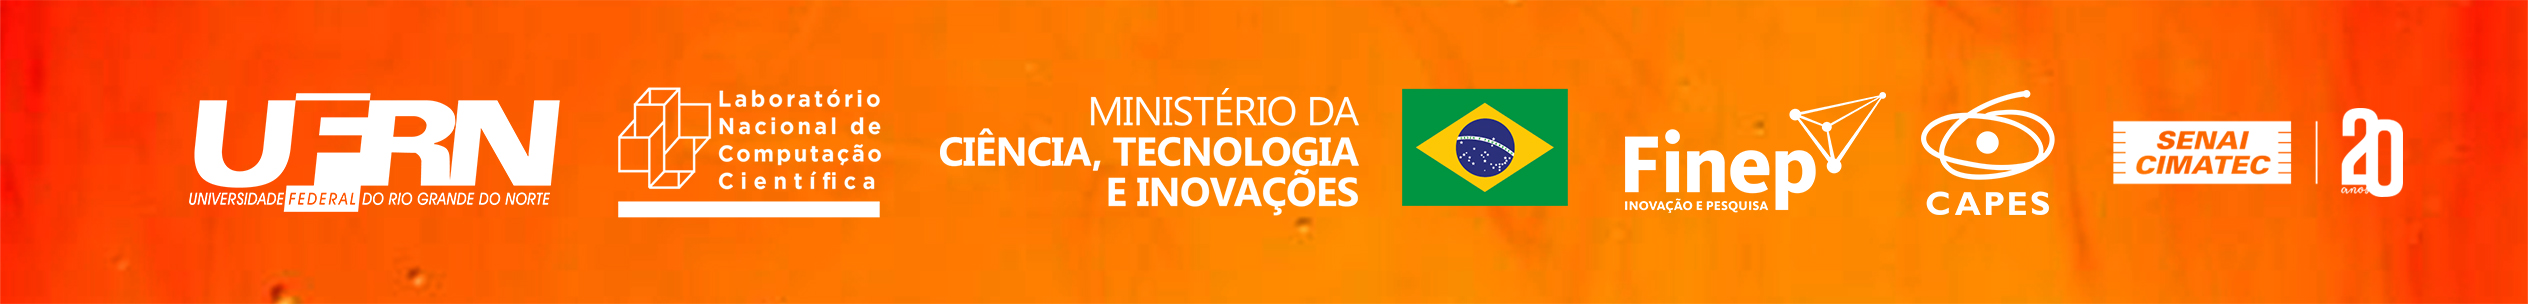 UFRN
UNIVERSIDADE FEDERAL DO RIO GRANDE DO NORTE
Laboratório
Nacional de
Computação
Científica
MINISTÉRIO DA
CIÊNCIA, TECNOLOGIA
E INOVAÇÕES
Finep
INOVAÇÃO E PESQUISA
CAPES
SENAI
CIMATEC
20
anos